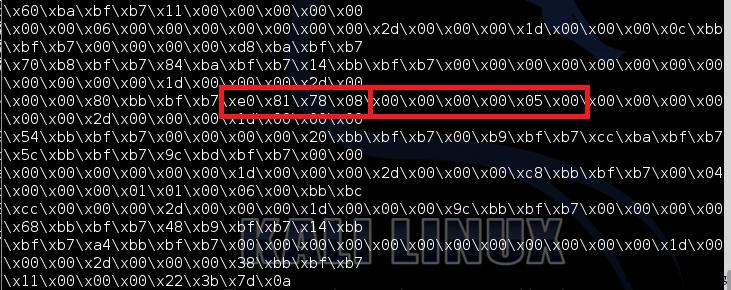 \x60\xba\xbf\xb7\x11\x00\x00\x00\x00\x00
\x00\x00\x06\x00\x00\x00\x00\x00\x00\x00\x2d\x00\x00\x00\x1d\x00\x00\x00\x0c\xbb
\xbf\xb7\x00\x00\x00\x00\xd8\xba\xbf\xb7
\x70\xb8\xbf\xb7\x84\xba\xbf\xb7\x14\xbb\xbf\xb7\x00\x00\x00\x00\x00\x00\x00\x00
\x00\x00\x00\x00\x1d\x00\x00\x00\x2d\x00
\x00\x00\x80\xbb\xbf\xb7\xe0\x81\x78\x08\x00\x00\x00\x00\x05\x00\x00\x00\x00\x00
\x00\x00\x2d\x00\x00\x00\x1d\x00\x00\x00
\x54\xbb\xbf\xb7\x00\x00\x00\x00\x20\xbb\xbf\xb7\x00\xb9\xbf\xb7\xcc\xba\xbf\xb7
\x5c\xbb\xbf\xb7\x9c\xbd\xbf\xb7\x00\x00
\x00\x00\x00\x00\x00\x00\x1d\x00\x00\x00\x2d\x00\x00\x00\xc8\xbb\xbf\xb7\x00\x04
\x00\x00\x00\x01\x01\x00\x06\x00\xbb\xbc
\xcc\x00\x00\x00\x2d\x00\x00\x00\x1d\x00\x00\x00\x9c\xbb\xbf\xb7\x00\x00\x00\x00
\x68\xbb\xbf\xb7\x48\xb9\xbf\xb7\x14\xbb
\xbf\xb7\xa4\xbb\xbf\xb7\x00\x00\x00\x00\x00\x00\x00\x00\x00\x00\x00\x00\x1d\x00
\x00\x00\x2d\x00\x00\x00\x38\xbb\xbf\xb7
\x11\x00\x00\x00\x22\x3b\x7d\x0a
KALI LINUX